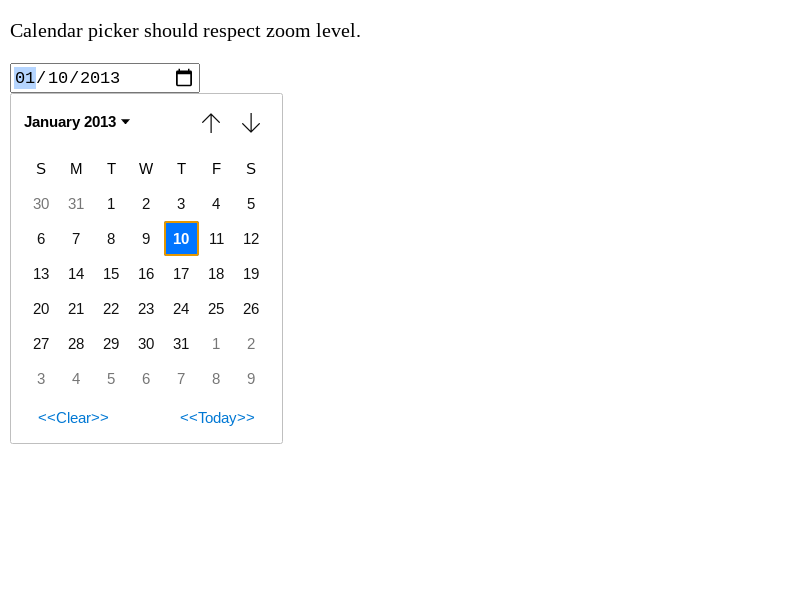 Calendar picker should respect zoom level.
01/10/2013
January 2013
S M T W T F S
30 31 1 2 3 4 5
6 7 8 9 10 11 12
13 14 15 16 17 18 19
20 21 22 23 24 25 26
27 28 29 30 31 1 2
3 4 5 6 7 8 9
<<Clear>> <<Today>>